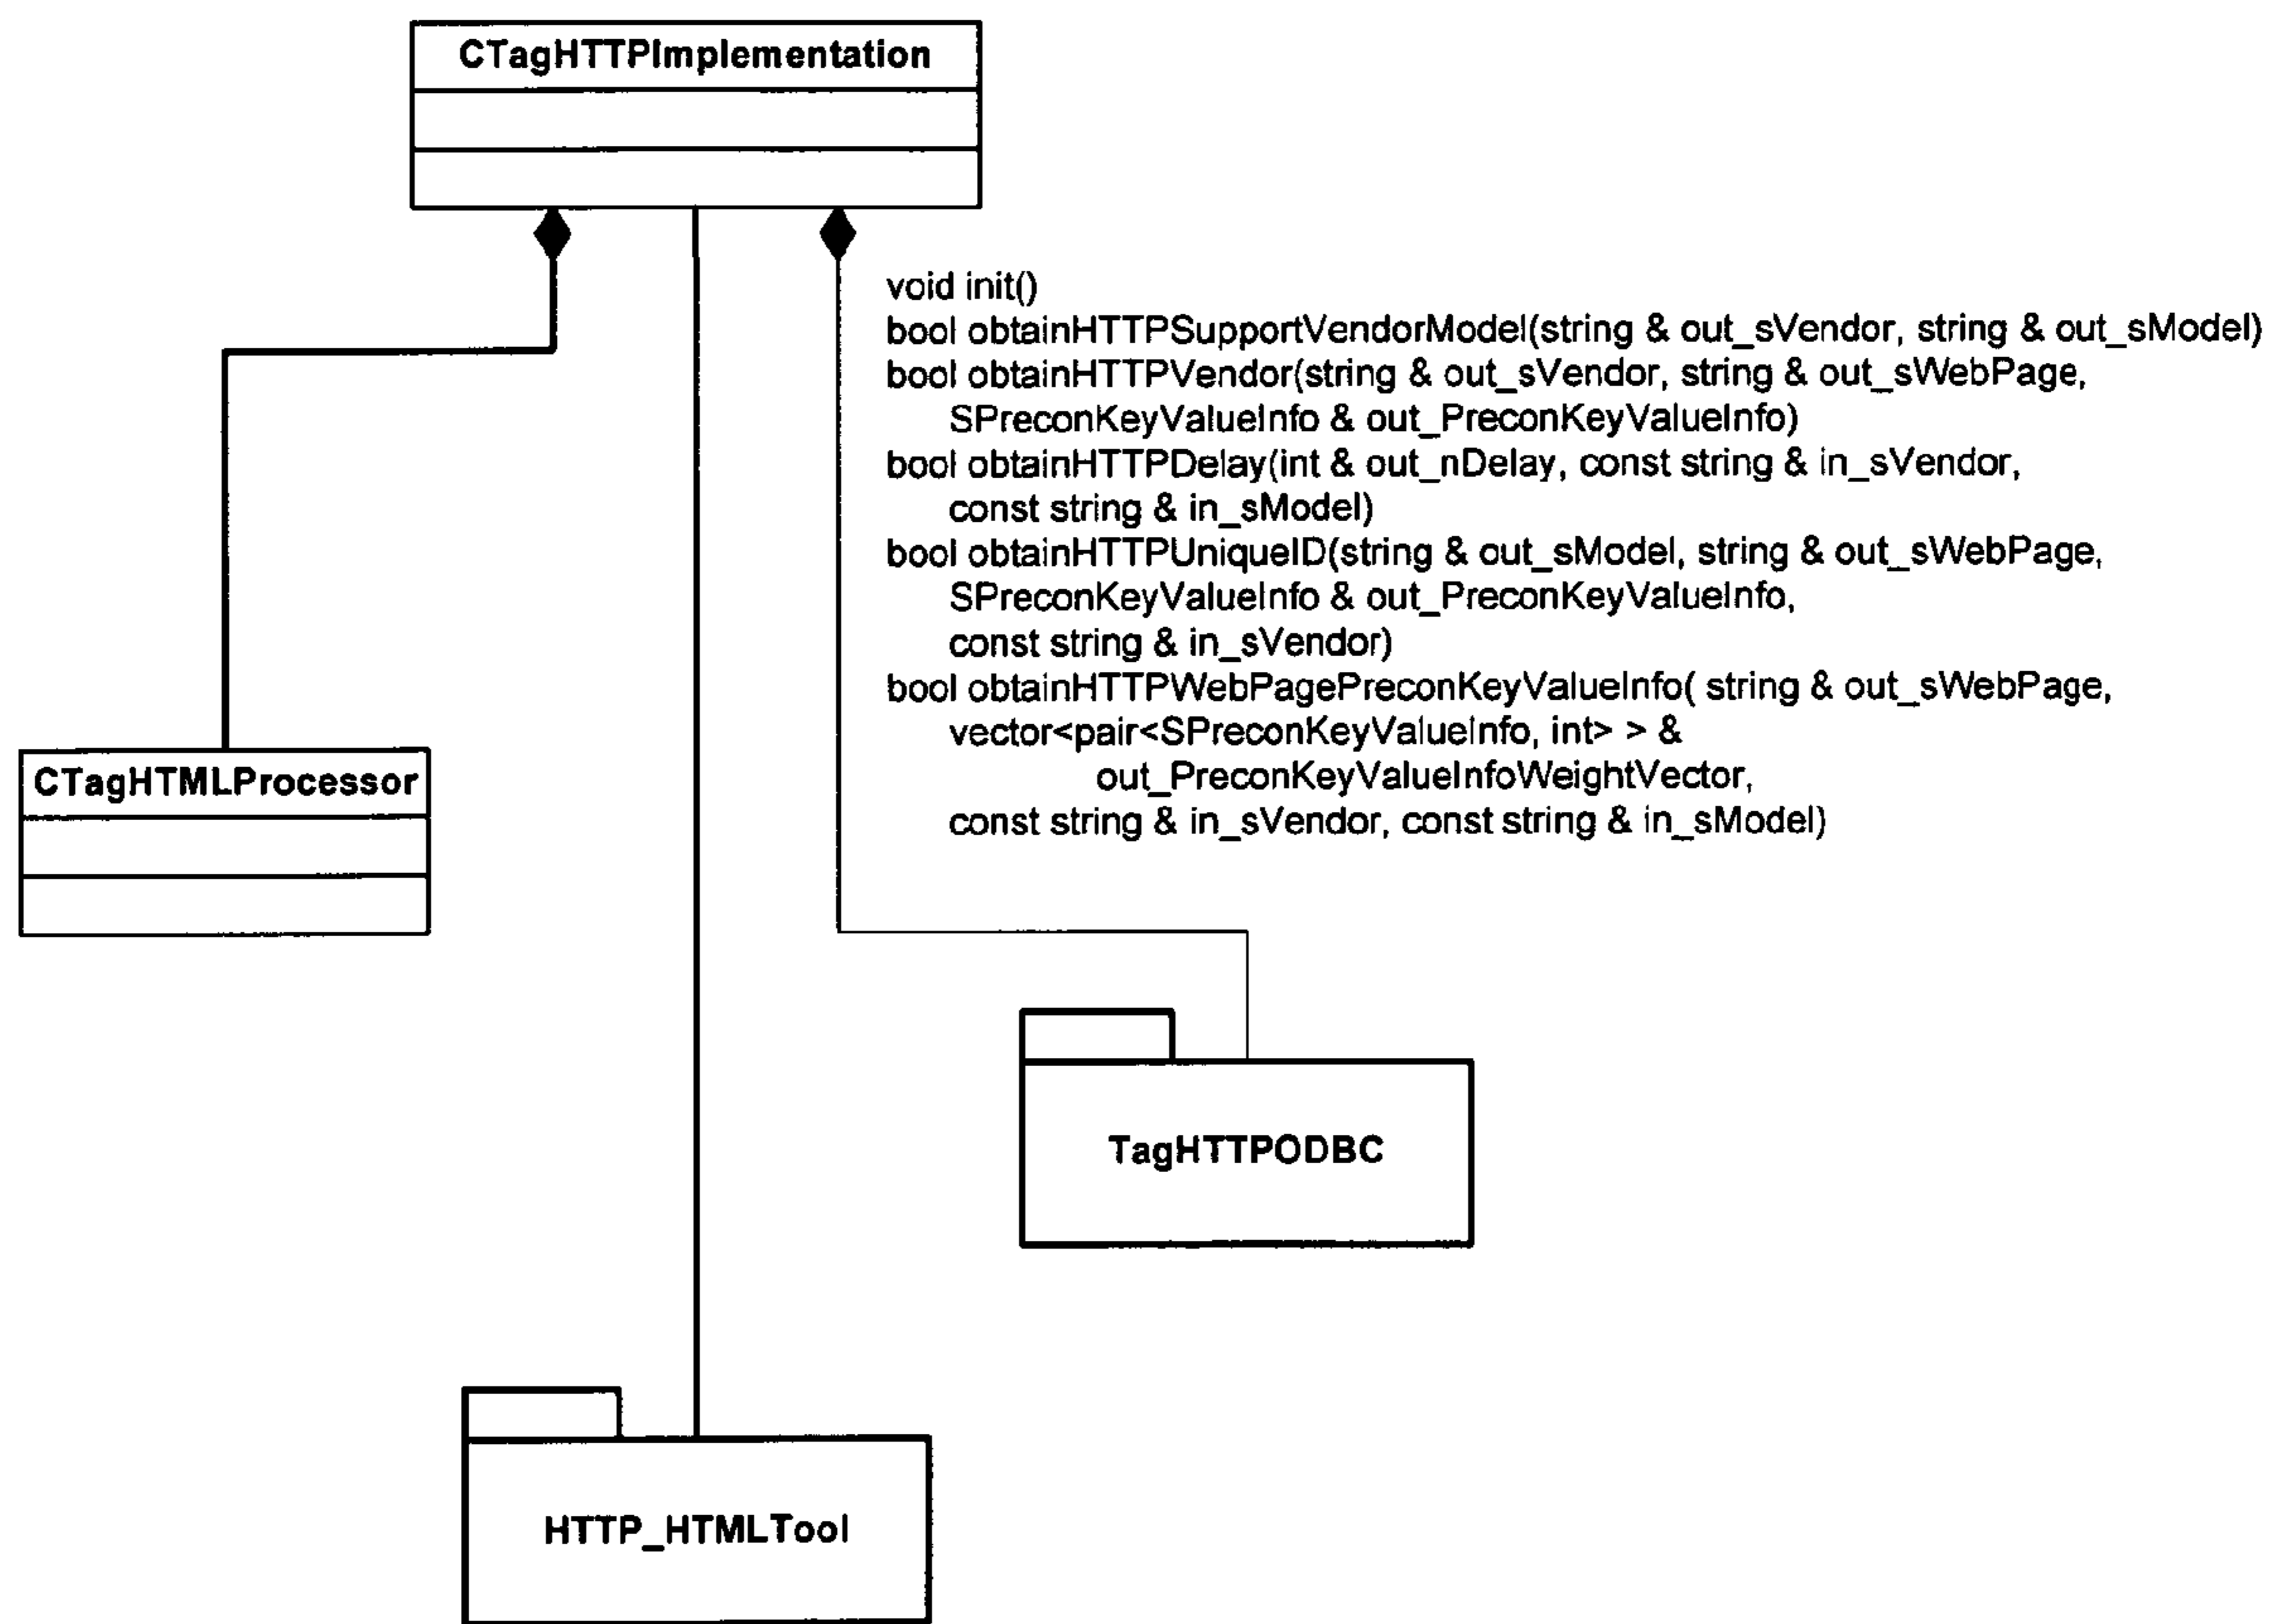 CTagHTTPImplementation
void init()
bool obtainHTTPSupportVendorModel(string & out_sVendor, string & out_sModel)
bool obtainHTTPVendor(string & out_sVendor, string & out_sWebPage,
SPreconKeyValueInfo & out_PreconKeyValueInfo)
bool obtainHTTPDelay(int & out_nDelay, const string & in_sVendor,
const string & in_sModel)
bool obtainHTTPUniqueID(string & out_sModel, string & out_sWebPage,
SPreconKeyValueInfo & out_PreconKeyValueInfo,
const string & in_sVendor)
bool obtainHTTPWebPagePreconKeyValueInfo( string & out_sWebPage,
vector<pair<SPreconKeyValueInfo, int> > &
out_PreconKeyValueInfoWeightVector,
const string & in_sVendor, const string & in_sModel)
CTagHTMLProcessor
TagHTTPODBC
HTTP_HTMLTool